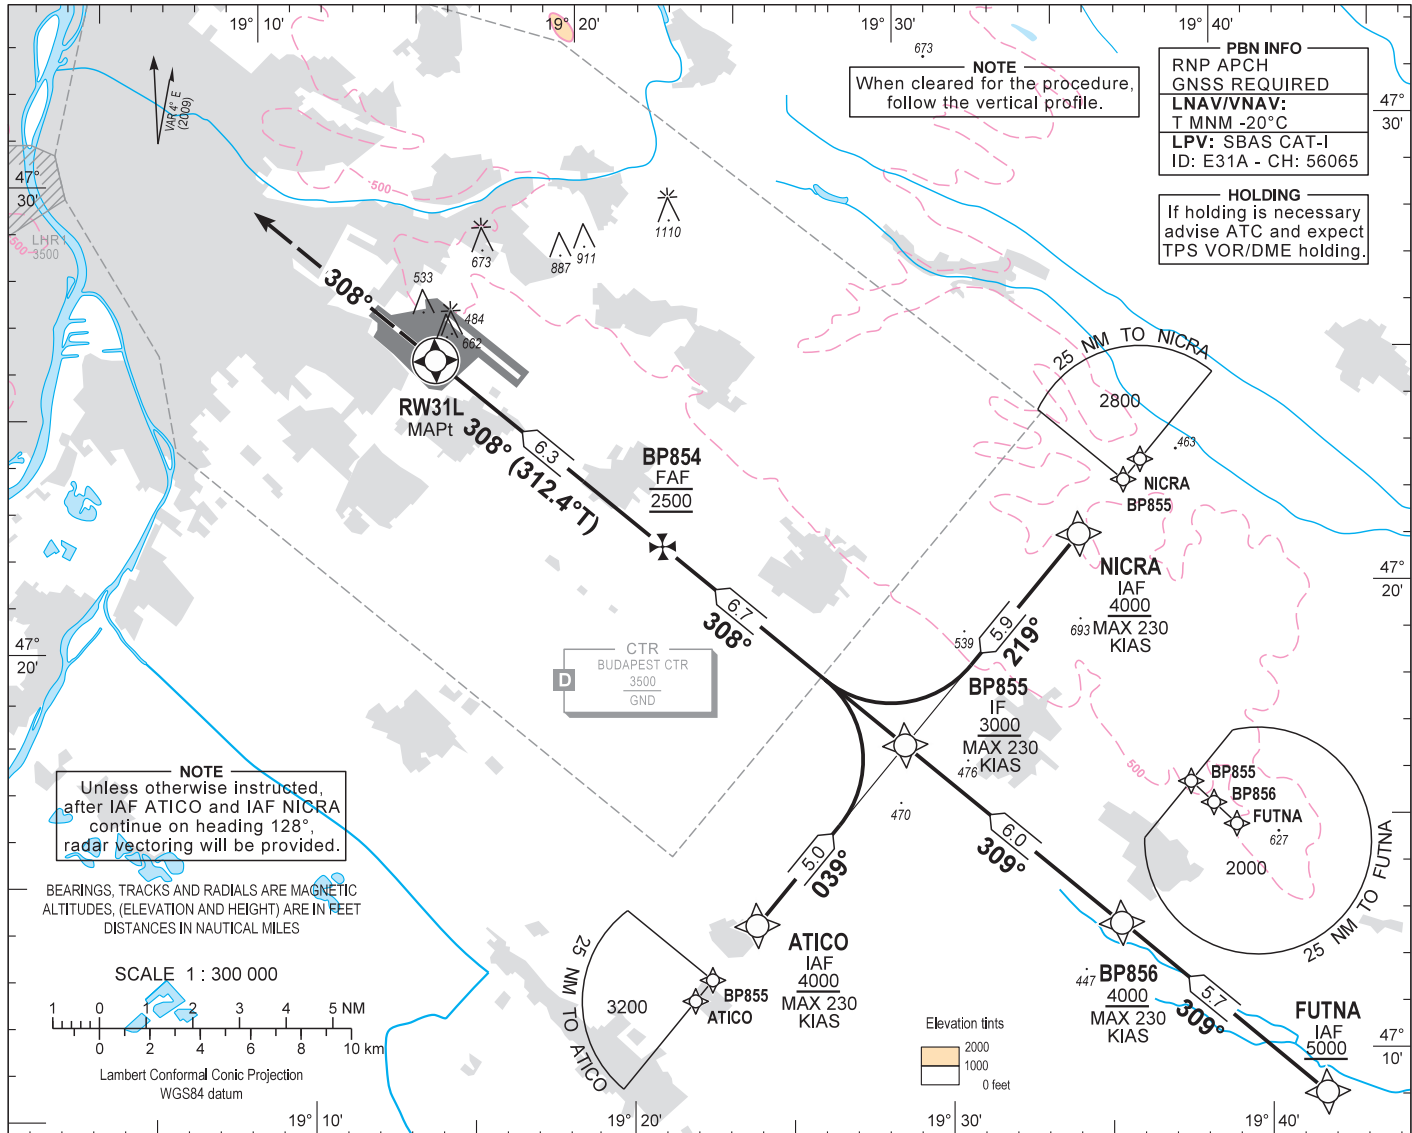 19° 10'
19° 20'
19° 30'
19° 40'
673
NOTE
When cleared for the procedure,
follow the vertical profile.
PBN INFO
RNP APCH
GNSS REQUIRED
LNAV/VNAV:
T MNM -20°C
LPV: SBAS CAT-I
ID: E31A - CH: 56065
47°
30'
VAR 4° E
(2009)
47°
30'
500
HOLDING
If holding is necessary
advise ATC and expect
TPS VOR/DME holding.
LHR1
3500
500
1110
673
887
911
533
484
662
308°
RW31L
MAPt
308° (312.4°T)
6.3
BP854
FAF
2500
25 NM TO NICRA
2800
463
NICRA
BP855
NICRA
IAF
4000
MAX 230
KIAS
693
539
5.9
219°
47°
20'
47°
20'
6.7
308°
CTR
BUDAPEST CTR
3500
GND
D
BP855
IF
3000
MAX 230
KIAS
476
470
500
BP855
BP856
FUTNA
627
2000
25 NM TO FUTNA
NOTE
Unless otherwise instructed,
after IAF ATICO and IAF NICRA
continue on heading 128°,
radar vectoring will be provided.
5.0
039°
6.0
309°
BEARINGS, TRACKS AND RADIALS ARE MAGNETIC
ALTITUDES, (ELEVATION AND HEIGHT) ARE IN FEET
DISTANCES IN NAUTICAL MILES
ATICO
IAF
4000
MAX 230
KIAS
25 NM TO ATICO
3200
BP855
ATICO
447
BP856
4000
MAX 230
KIAS
5.7
309°
FUTNA
IAF
5000
SCALE 1 : 300 000
1 0 1 2 3 4 5 NM
0 2 4 6 8 10 km
Lambert Conformal Conic Projection
WGS84 datum
Elevation tints
2000
1000
0 feet
47°
10'
19° 10'
19° 20'
19° 30'
19° 40'